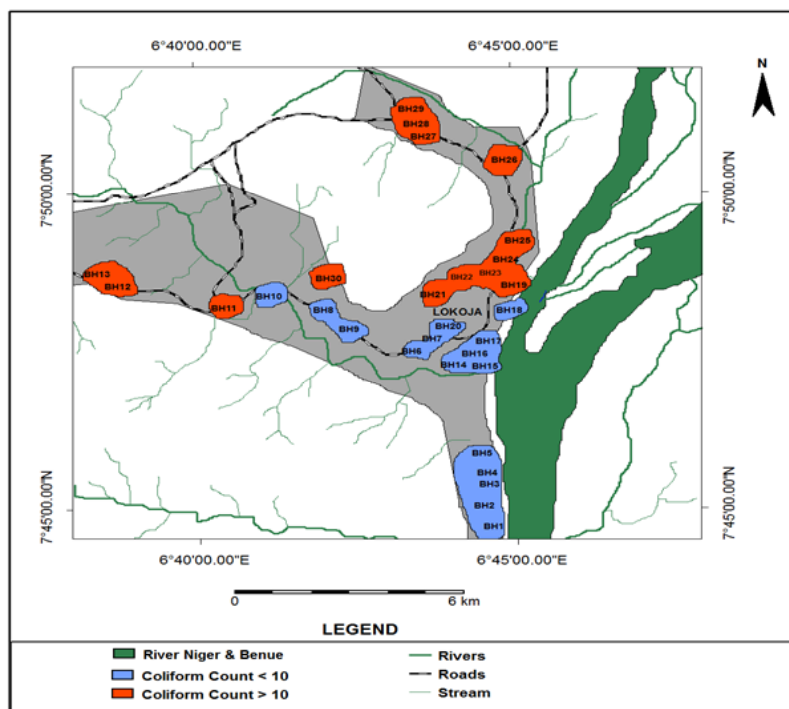 6°40'00.00"E 6°45'00.00"E
N
BH29
BH28
BH27
BH26
7°50'00.00"N 7°50'00.00"N
BH25
BH24
BH13
BH12
BH30
BH22 BH23
BH21
BH19
BH10
BH11
BH8
BH9
LOKOJA
BH18
BH20
BH7
BH6
BH17
BH16
BH14
BH15
BH5
BH4
BH3
BH2
BH1
7°45'00.00"N 7°45'00.00"N
6°40'00.00"E 6°45'00.00"E
0 6 km
LEGEND
River Niger & Benue
Coliform Count < 10
Coliform Count > 10
Rivers
Roads
Stream